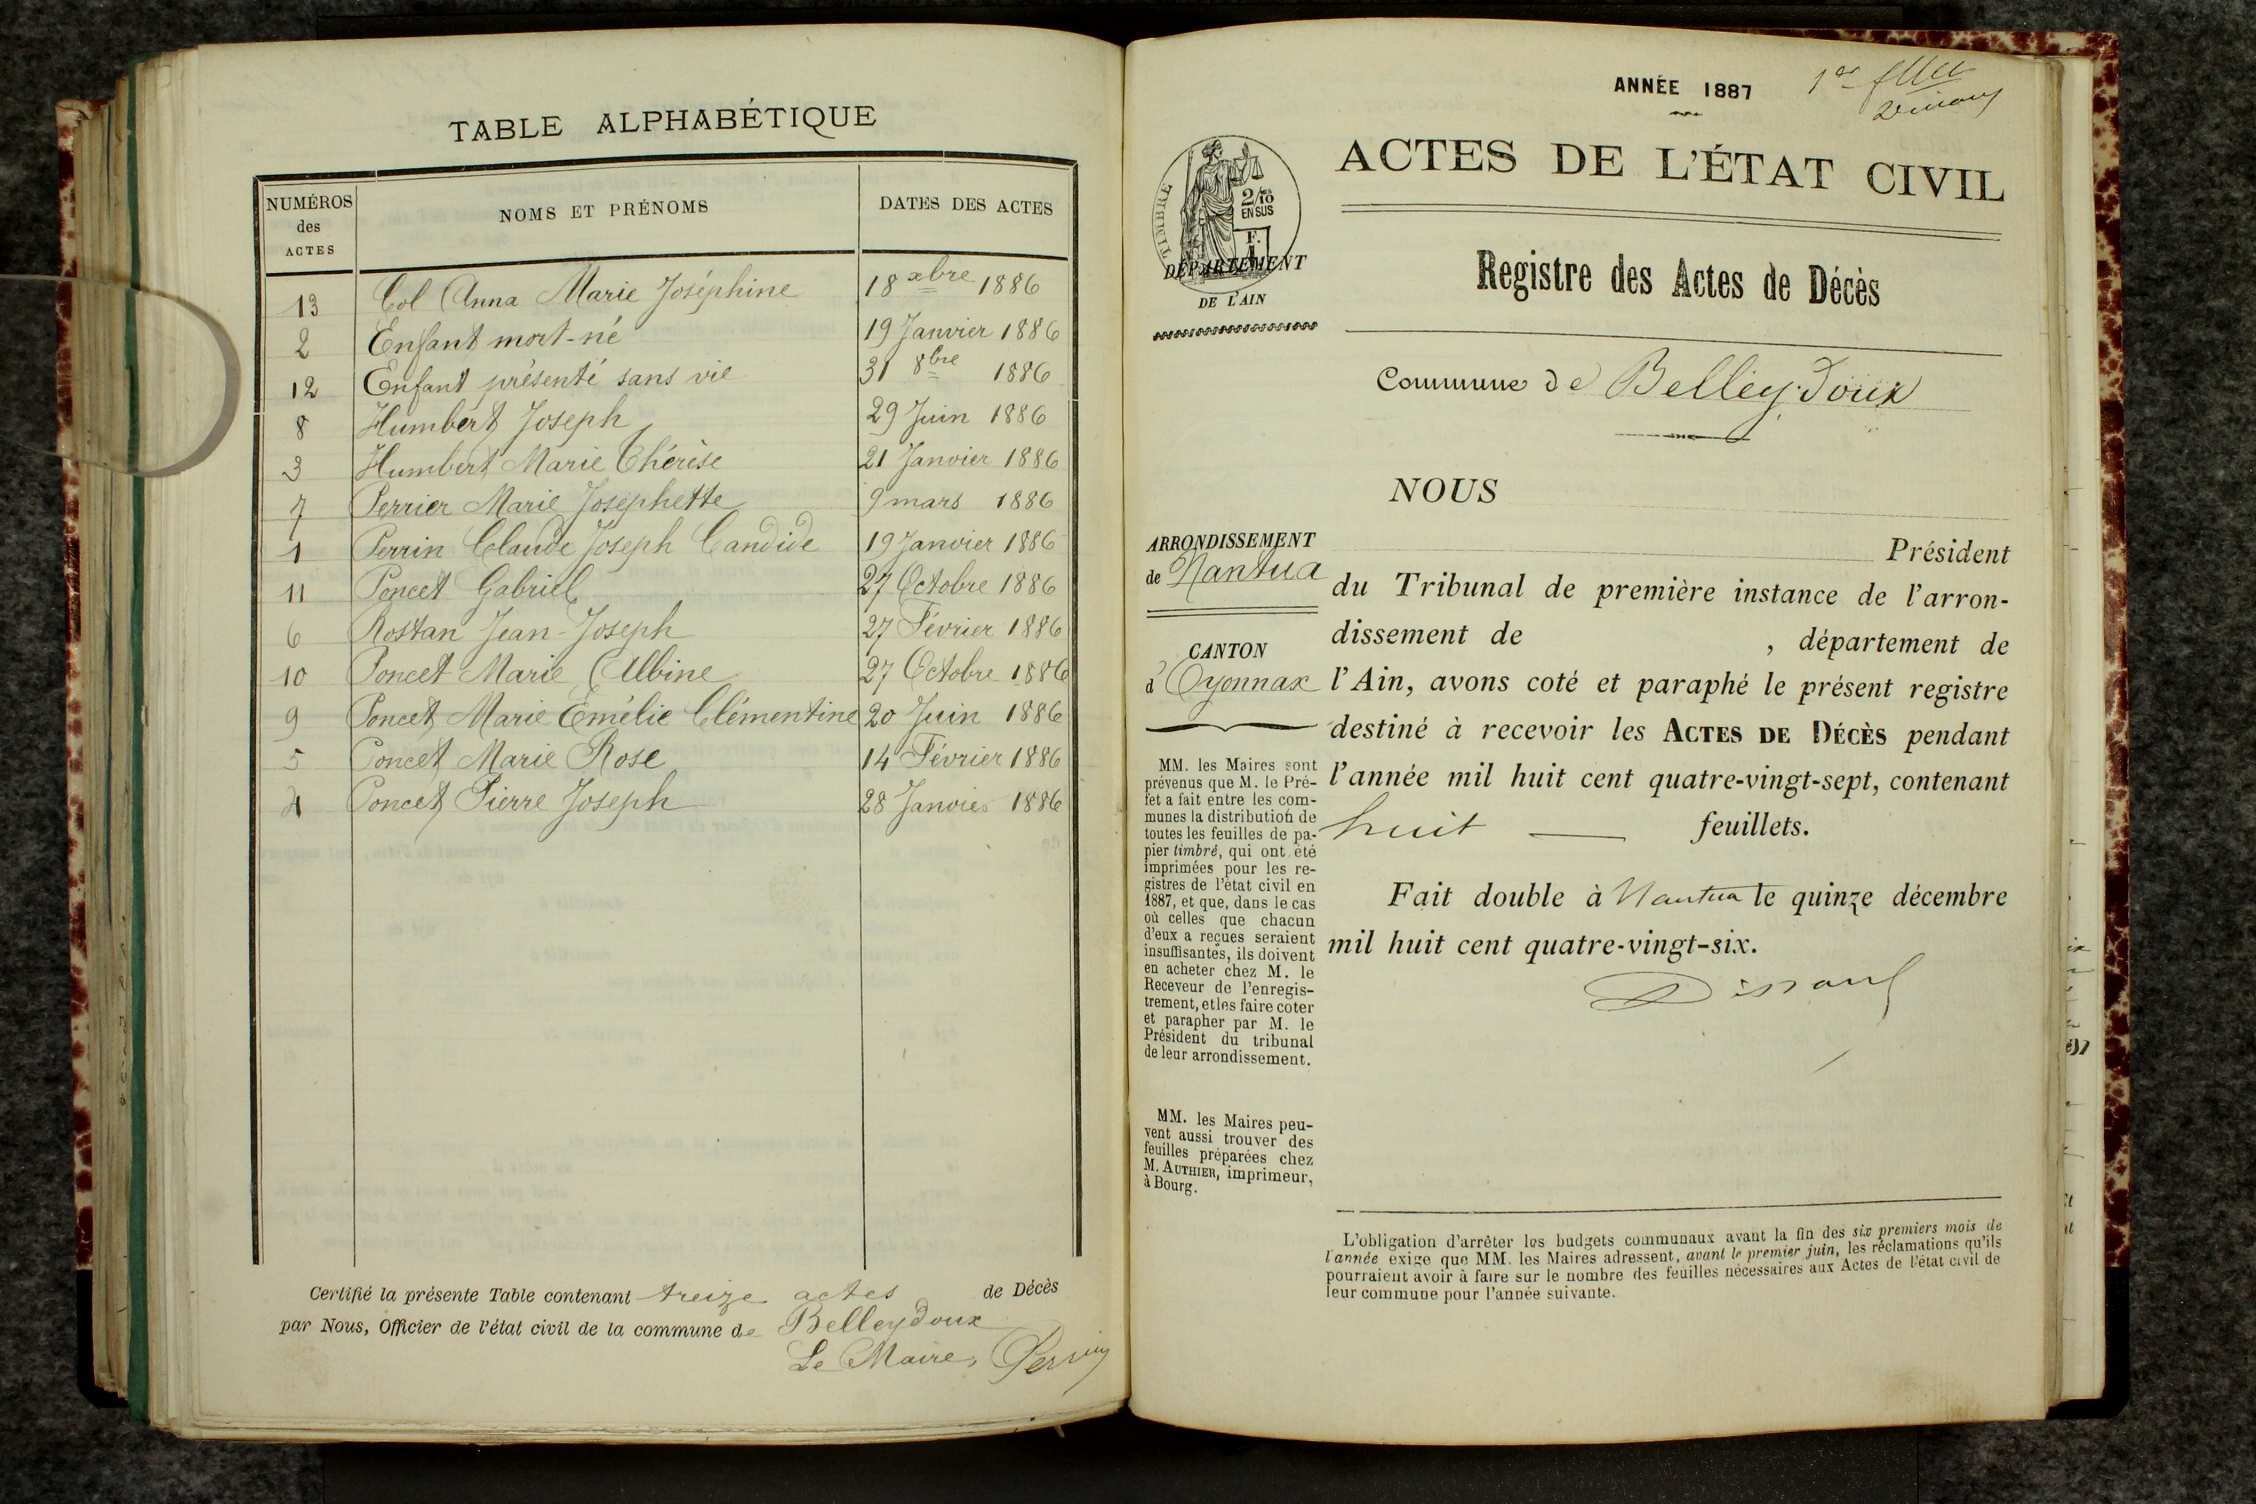 TABLE ALPHABÉTIQUE
NUMÉROS des ACTES NOMS ET PRÉNOMS DATES DES ACTES
13 Col Anna Marie Joséphine 18 xbre 1886
2 Enfant mort-né 19 Janvier 1886
12 Enfant présenté sans vie 31 8bre 1886
8 Humbert Joseph 29 Juin 1886
3 Humbert Marie Thérèse 21 Janvier 1886
7 Perrier Marie Josephette 9 mars 1886
1 Perrin Claude Joseph Candide 19 Janvier 1886
11 Poncet Gabriel 27 Octobre 1886
6 Rostan Jean-Joseph 27 Février 1886
10 Poncet Marie Albine 27 Octobre 1886
9 Poncet Marie Emélie Clémentine 20 Juin 1886
5 Poncet Marie Rose 14 Février 1886
4 Poncet Pierre Joseph 28 Janvier 1886
Certifié la présente Table contenant treize actes de Décès
par Nous, Officier de l'état civil de la commune de Belleydoux
Le Maire, Perrin
ANNÉE 1887
ACTES DE L'ÉTAT CIVIL
TIMBRE
2/10
EN SUS
F.
1
DÉPARTEMENT
DE L'AIN
Registre des Actes de Décès
Commune de Belleydoux
ARRONDISSEMENT
de Nantua
CANTON
d'Oyonnax
MM. les Maires sont
prévenus que M. le Pré-
fet a fait entre les com-
munes la distribution de
toutes les feuilles de pa-
pier timbré, qui ont été
imprimées pour les re-
gistres de l'état civil en
1887, et que, dans le cas
où celles que chacun
d'eux a reçues seraient
insuffisantes, ils doivent
en acheter chez M. le
Receveur de l'enregis-
trement, et les faire coter
et parapher par M. le
Président du tribunal
de leur arrondissement.
MM. les Maires peu-
vent aussi trouver des
feuilles préparées chez
M. AUTHIER, imprimeur,
à Bourg.
NOUS
Président
du Tribunal de première instance de l'arron-
dissement de , département de
l'Ain, avons coté et paraphé le présent registre
destiné à recevoir les ACTES DE DÉCÈS pendant
l'année mil huit cent quatre-vingt-sept, contenant
huit — feuillets.
Fait double à Nantua le quinze décembre
mil huit cent quatre-vingt-six.
L'obligation d'arrêter les budgets communaux avant la fin des six premiers mois de
l'année exige que MM. les Maires adressent, avant le premier juin, les réclamations qu'ils
pourraient avoir à faire sur le nombre des feuilles nécessaires aux Actes de l'état civil de
leur commune pour l'année suivante.